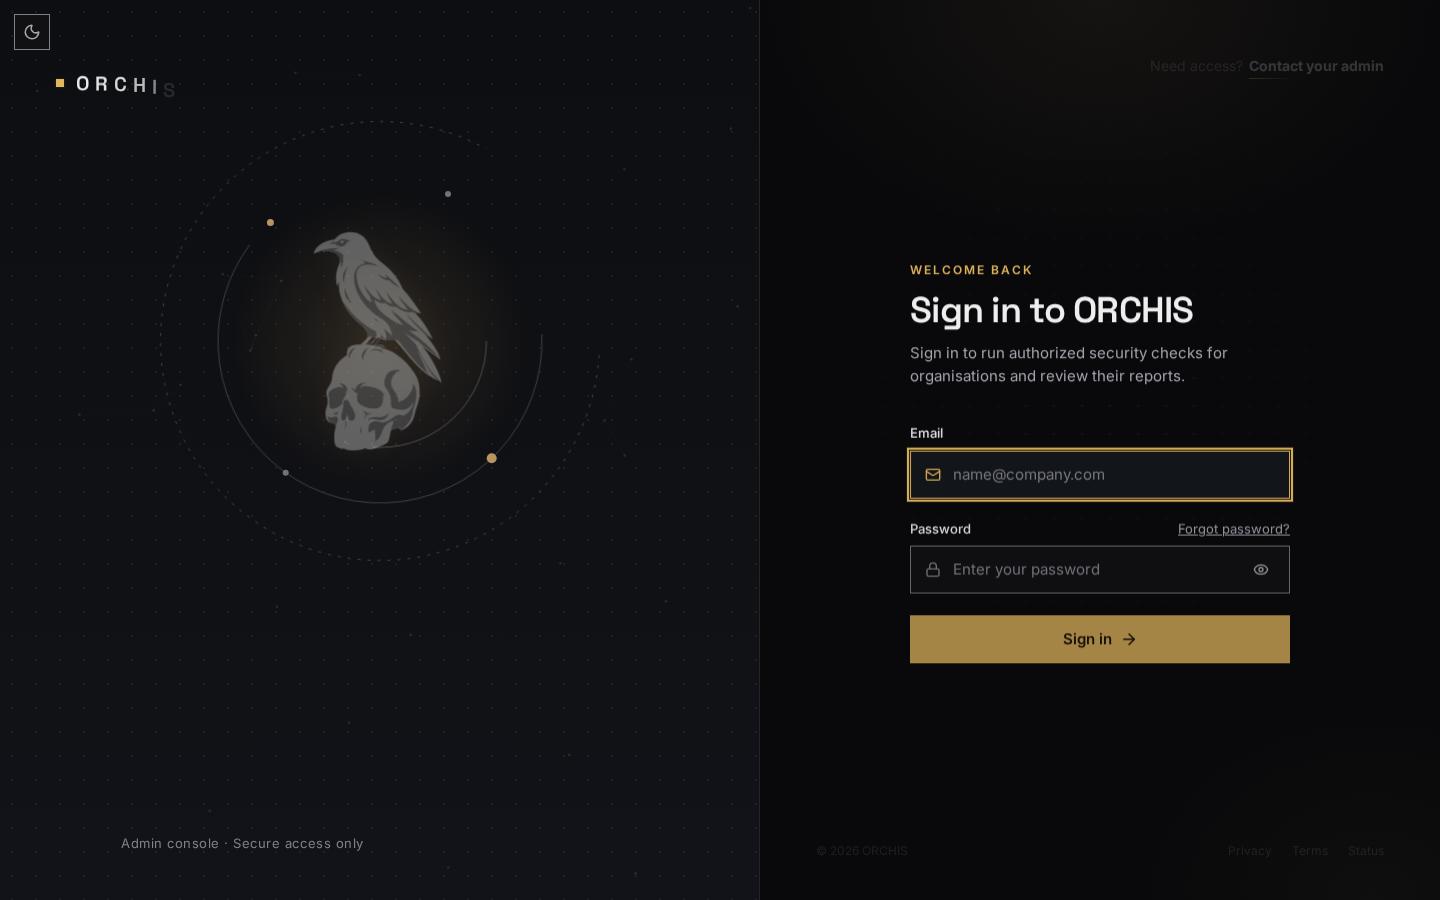 ORCHIS
Need access? Contact your admin
WELCOME BACK
Sign in to ORCHIS
Sign in to run authorized security checks for
organisations and review their reports.
Email
name@company.com
Password Forgot password?
Enter your password
Sign in
Admin console · Secure access only
© 2026 ORCHIS
Privacy Terms Status